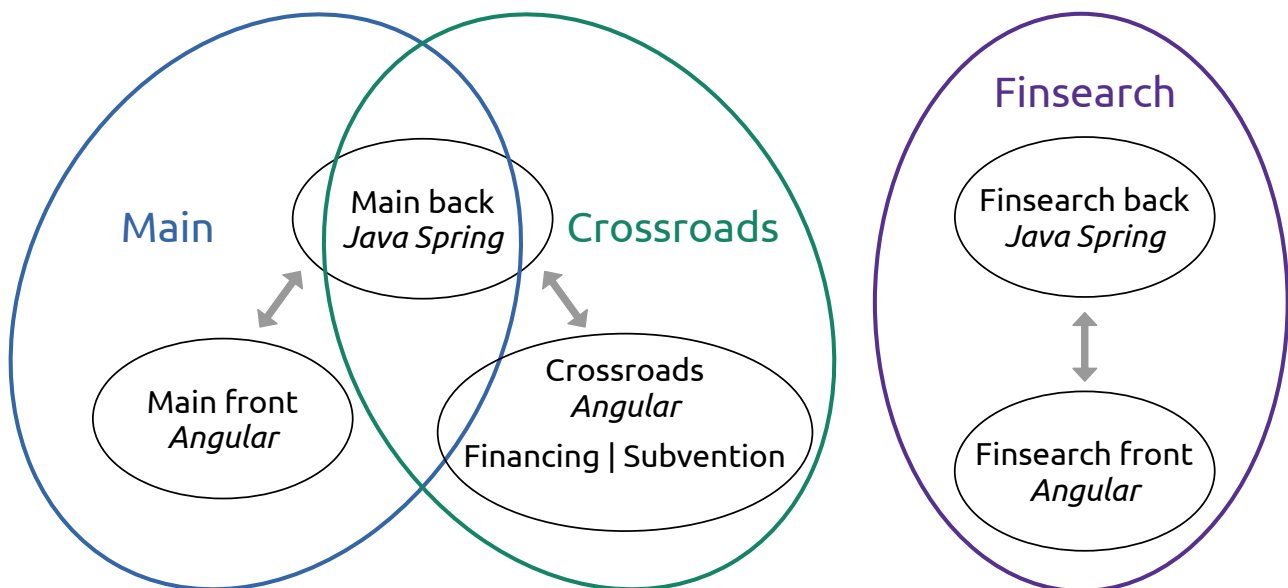 Main
Main back
Java Spring
Crossroads
Main front
Angular
Crossroads
Angular
Financing | Subvention
Finsearch
Finsearch back
Java Spring
Finsearch front
Angular